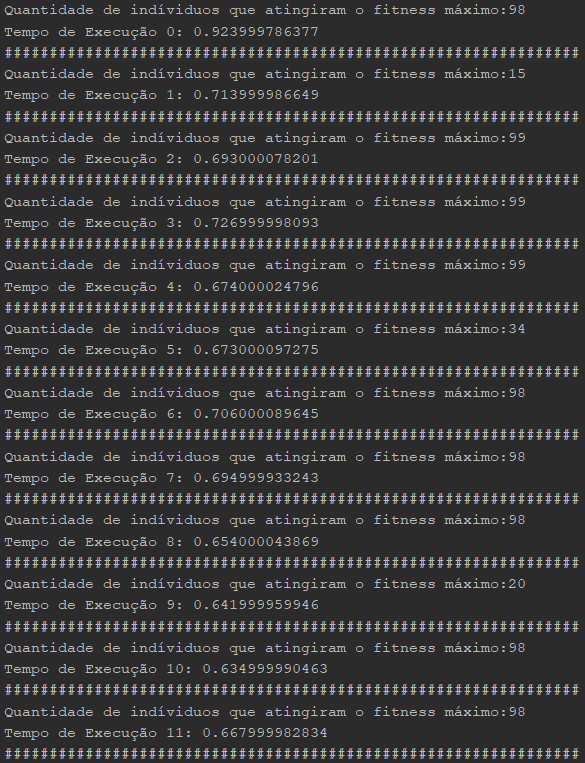 Quantidade de indíviduos que atingiram o fitness máximo:98
Tempo de Execução 0: 0.923999786377
################################################################
Quantidade de indíviduos que atingiram o fitness máximo:15
Tempo de Execução 1: 0.713999986649
################################################################
Quantidade de indíviduos que atingiram o fitness máximo:99
Tempo de Execução 2: 0.693000078201
################################################################
Quantidade de indíviduos que atingiram o fitness máximo:99
Tempo de Execução 3: 0.726999998093
################################################################
Quantidade de indíviduos que atingiram o fitness máximo:99
Tempo de Execução 4: 0.674000024796
################################################################
Quantidade de indíviduos que atingiram o fitness máximo:34
Tempo de Execução 5: 0.673000097275
################################################################
Quantidade de indíviduos que atingiram o fitness máximo:98
Tempo de Execução 6: 0.706000089645
################################################################
Quantidade de indíviduos que atingiram o fitness máximo:98
Tempo de Execução 7: 0.694999933243
################################################################
Quantidade de indíviduos que atingiram o fitness máximo:98
Tempo de Execução 8: 0.654000043869
################################################################
Quantidade de indíviduos que atingiram o fitness máximo:20
Tempo de Execução 9: 0.641999959946
################################################################
Quantidade de indíviduos que atingiram o fitness máximo:98
Tempo de Execução 10: 0.634999990463
################################################################
Quantidade de indíviduos que atingiram o fitness máximo:98
Tempo de Execução 11: 0.667999982834
################################################################